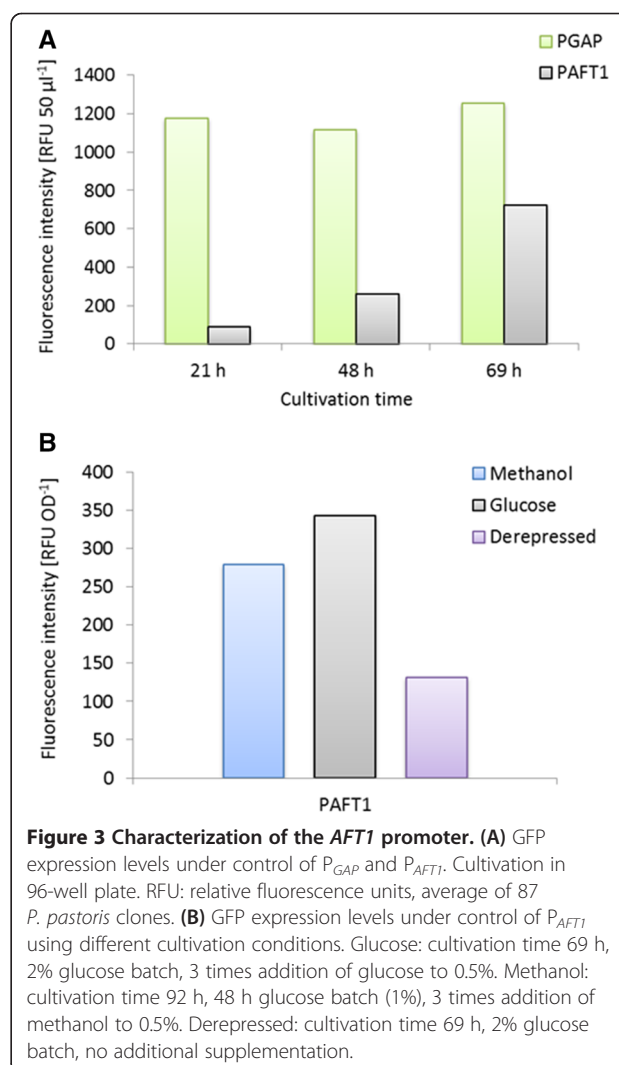 A
PGAP
PAFT1
Fluorescence intensity [RFU 50 µl⁻¹]
1400
1200
1000
800
600
400
200
0
21 h 48 h 69 h
Cultivation time
B
Methanol
Glucose
Derepressed
Fluorescence intensity [RFU OD⁻¹]
400
350
300
250
200
150
100
50
0
PAFT1
Figure 3 Characterization of the AFT1 promoter. (A) GFP
expression levels under control of PGAP and PAFT1. Cultivation in
96-well plate. RFU: relative fluorescence units, average of 87
P. pastoris clones. (B) GFP expression levels under control of PAFT1
using different cultivation conditions. Glucose: cultivation time 69 h,
2% glucose batch, 3 times addition of glucose to 0.5%. Methanol:
cultivation time 92 h, 48 h glucose batch (1%), 3 times addition of
methanol to 0.5%. Derepressed: cultivation time 69 h, 2% glucose
batch, no additional supplementation.